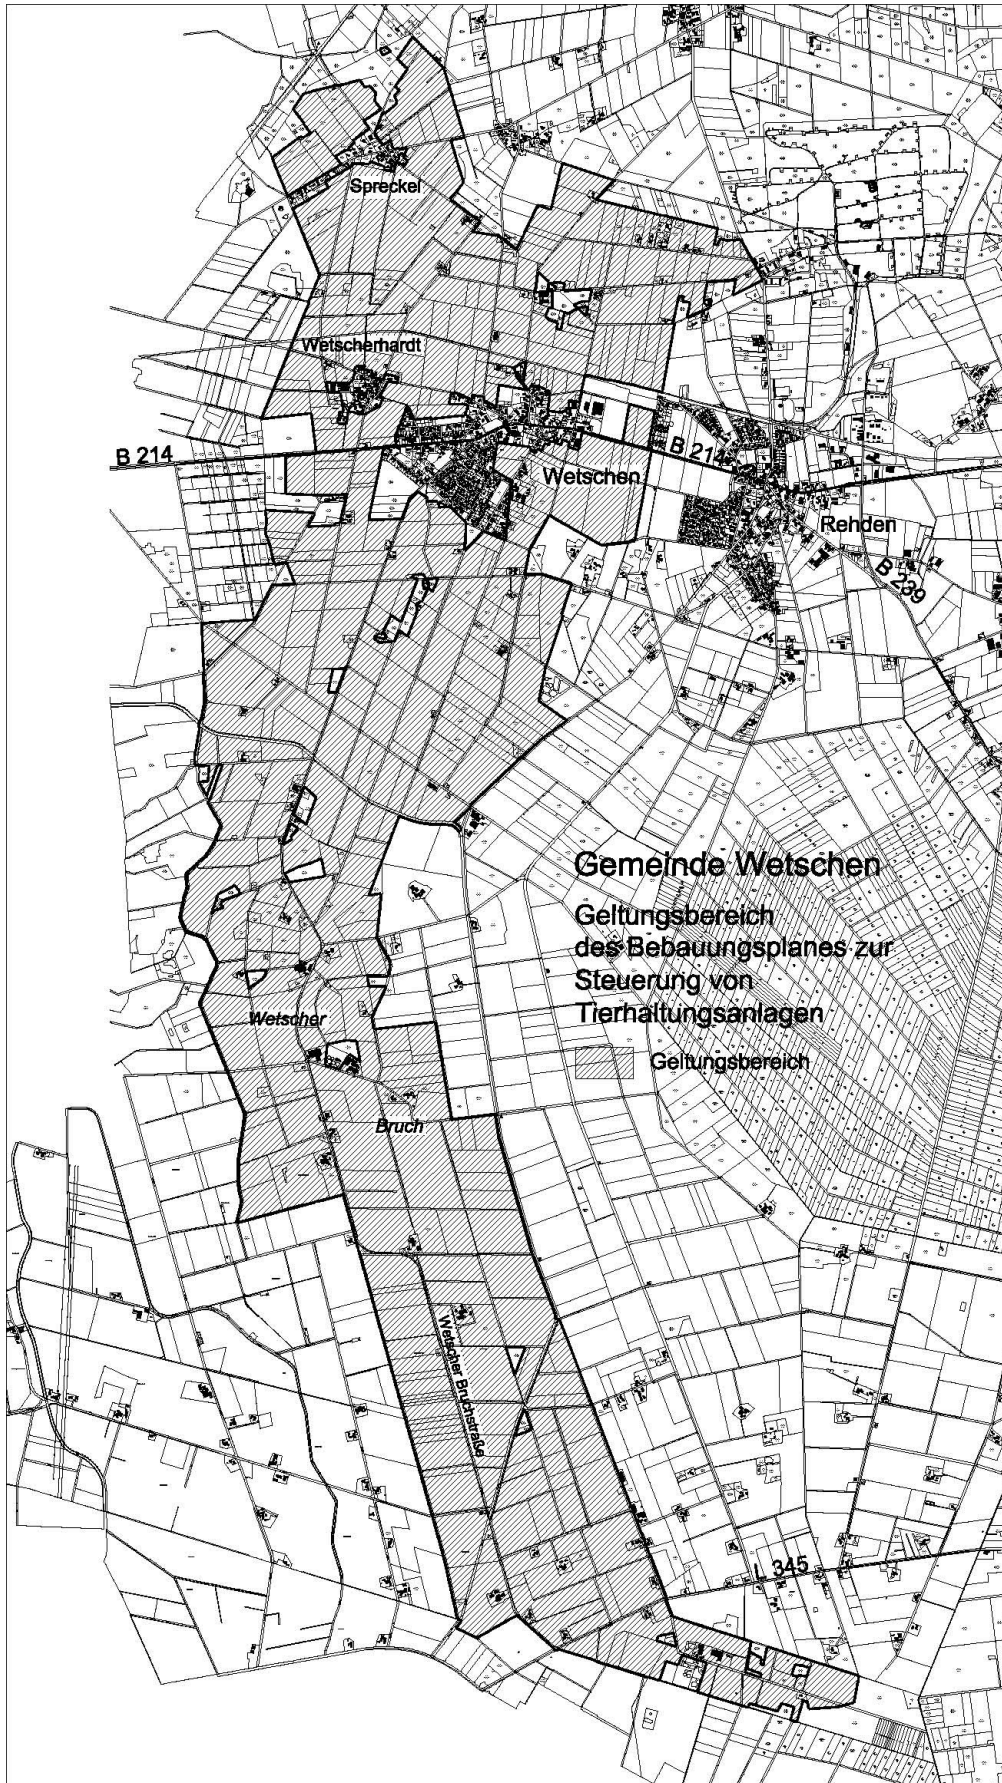 Spreckel
Wetscherhardt
B 214
B 214
Wetschen
Rehden
B 239
Gemeinde Wetschen
Geltungsbereich
des Bebauungsplanes zur
Steuerung von
Tierhaltungsanlagen
Geltungsbereich
Wetscher
Bruch
Wetscher Bruchstraße
L 345